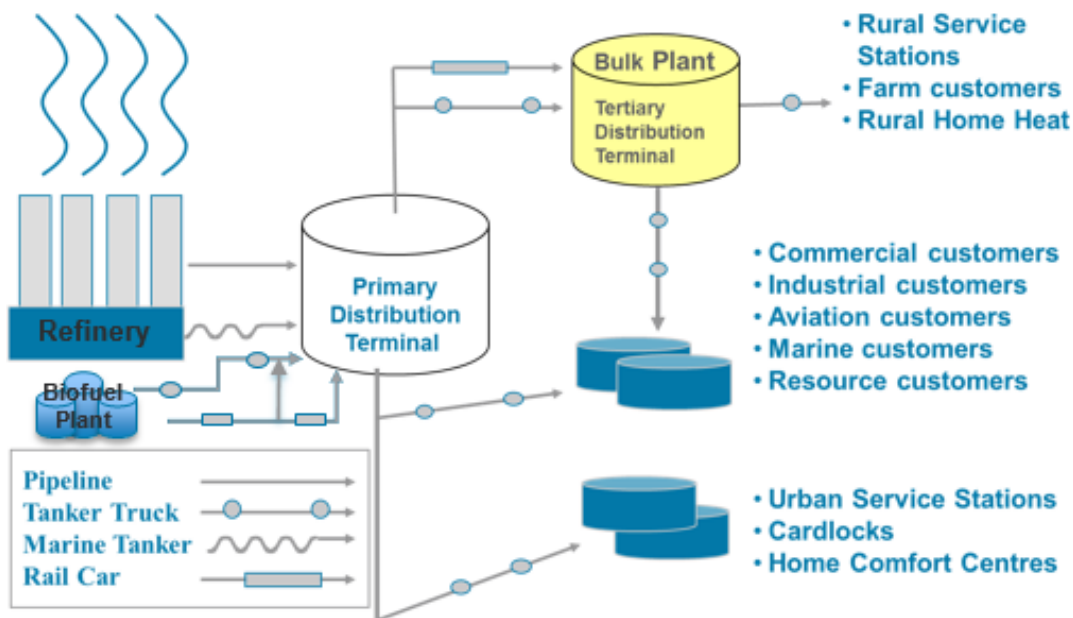 • Rural Service
Stations
• Farm customers
• Rural Home Heat
Bulk Plant
Tertiary
Distribution
Terminal
Primary
Distribution
Terminal
• Commercial customers
• Industrial customers
• Aviation customers
• Marine customers
• Resource customers
Refinery
Biofuel
Plant
Pipeline
Tanker Truck
Marine Tanker
Rail Car
• Urban Service Stations
• Cardlocks
• Home Comfort Centres